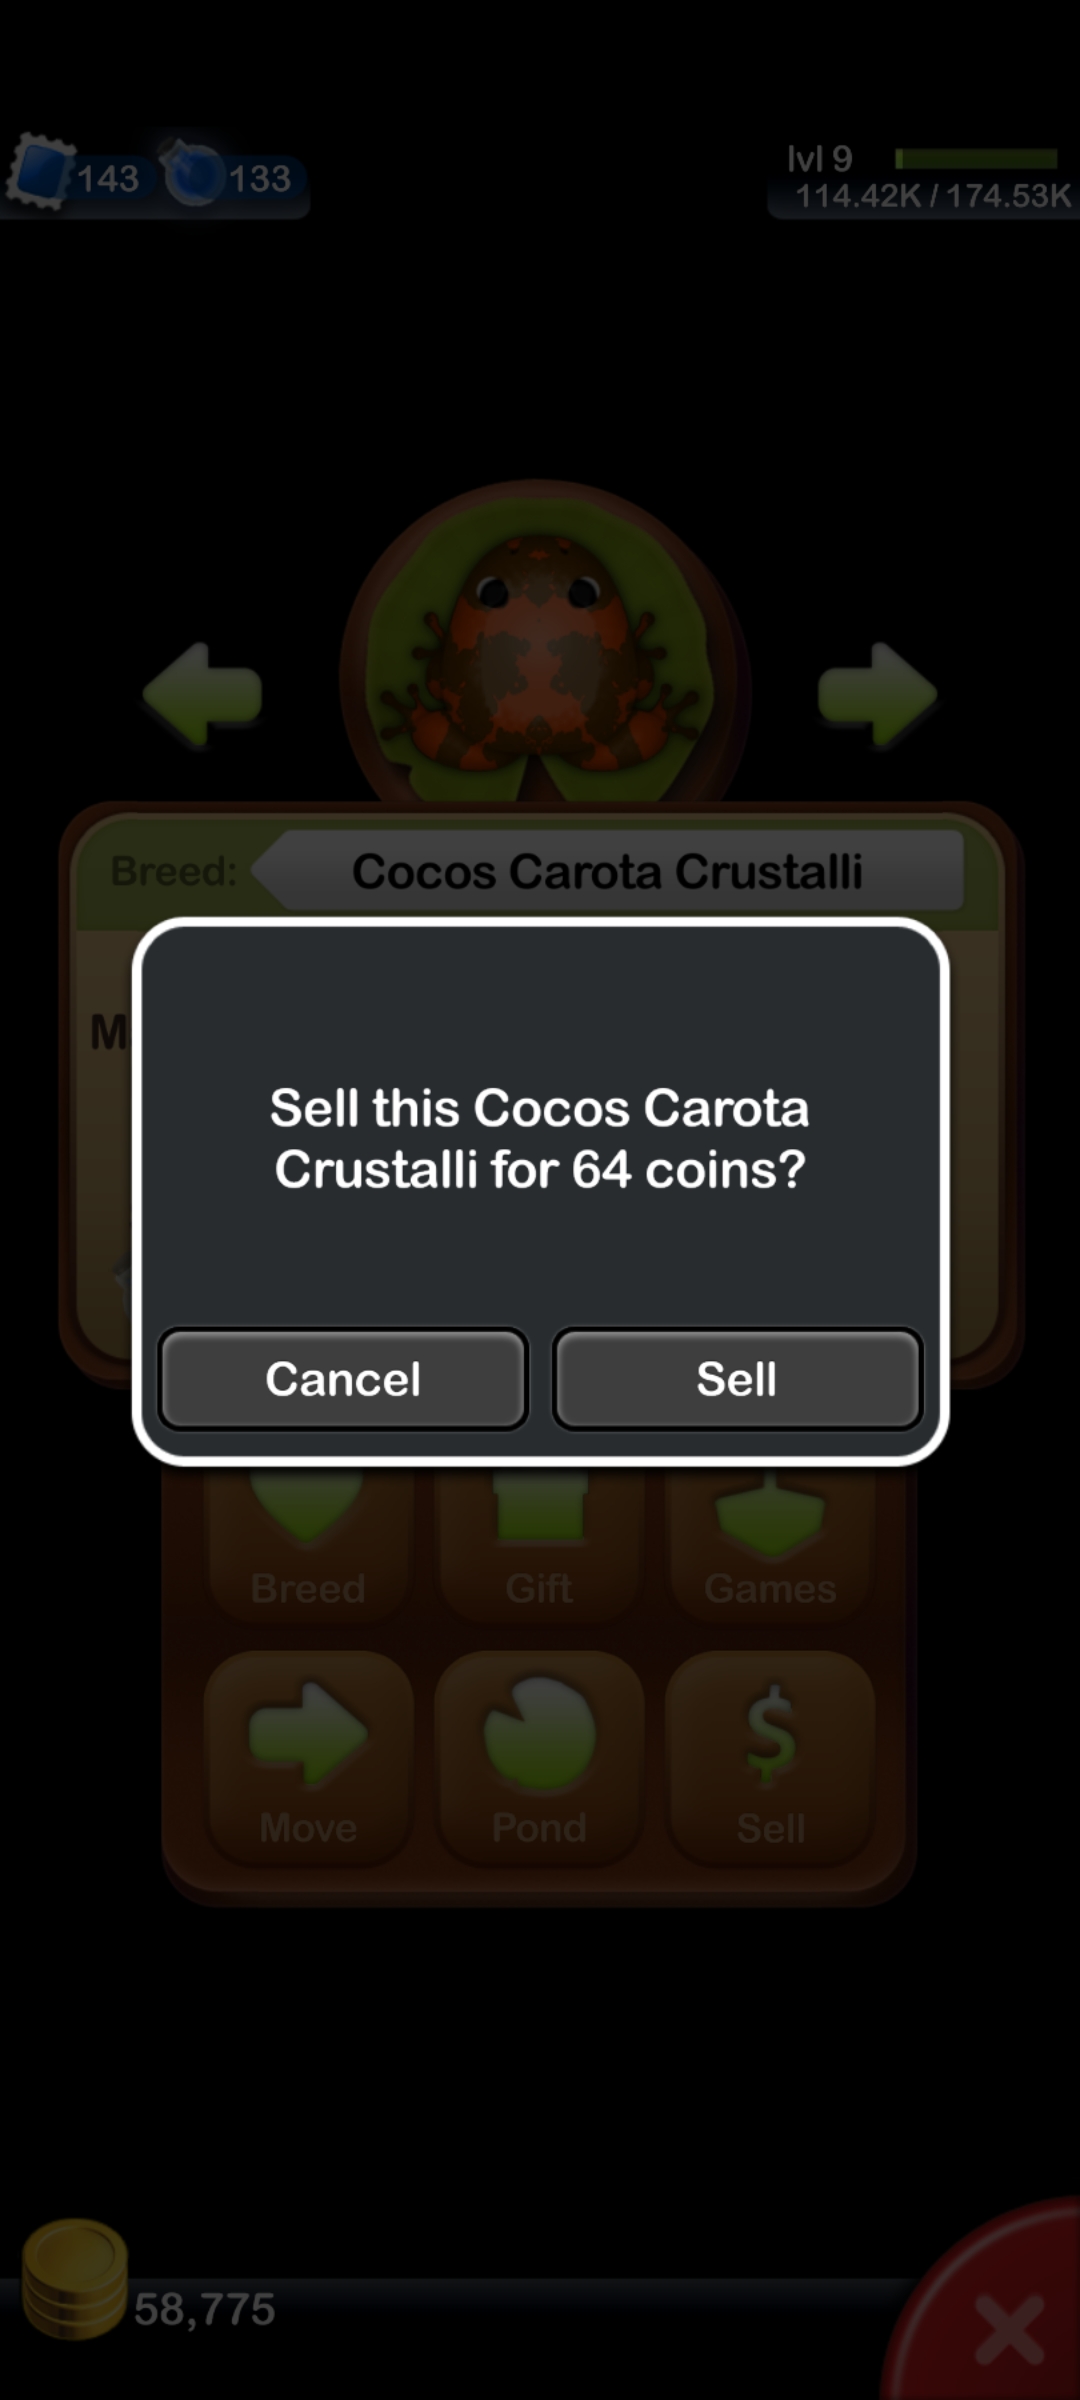 143
133
lvl 9
114.42K / 174.53K
Breed:
Cocos Carota Crustalli
M
Sell this Cocos Carota
Crustalli for 64 coins?
Cancel
Sell
Breed
Gift
Games
Move
Pond
$
Sell
58,775